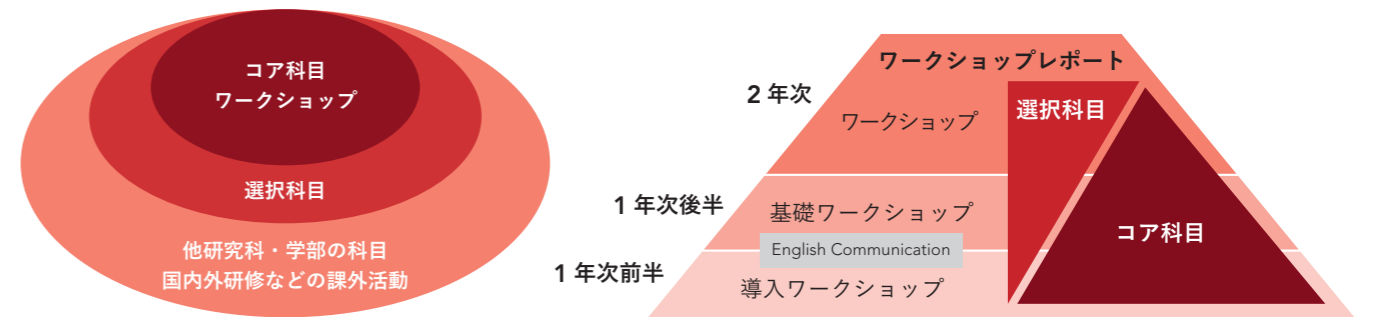 コア科目
ワークショップ
選択科目
他研究科・学部の科目
国内外研修などの課外活動
ワークショップレポート
2 年次
選択科目
ワークショップ
1 年次後半
基礎ワークショップ
コア科目
English Communication
1 年次前半
導入ワークショップ